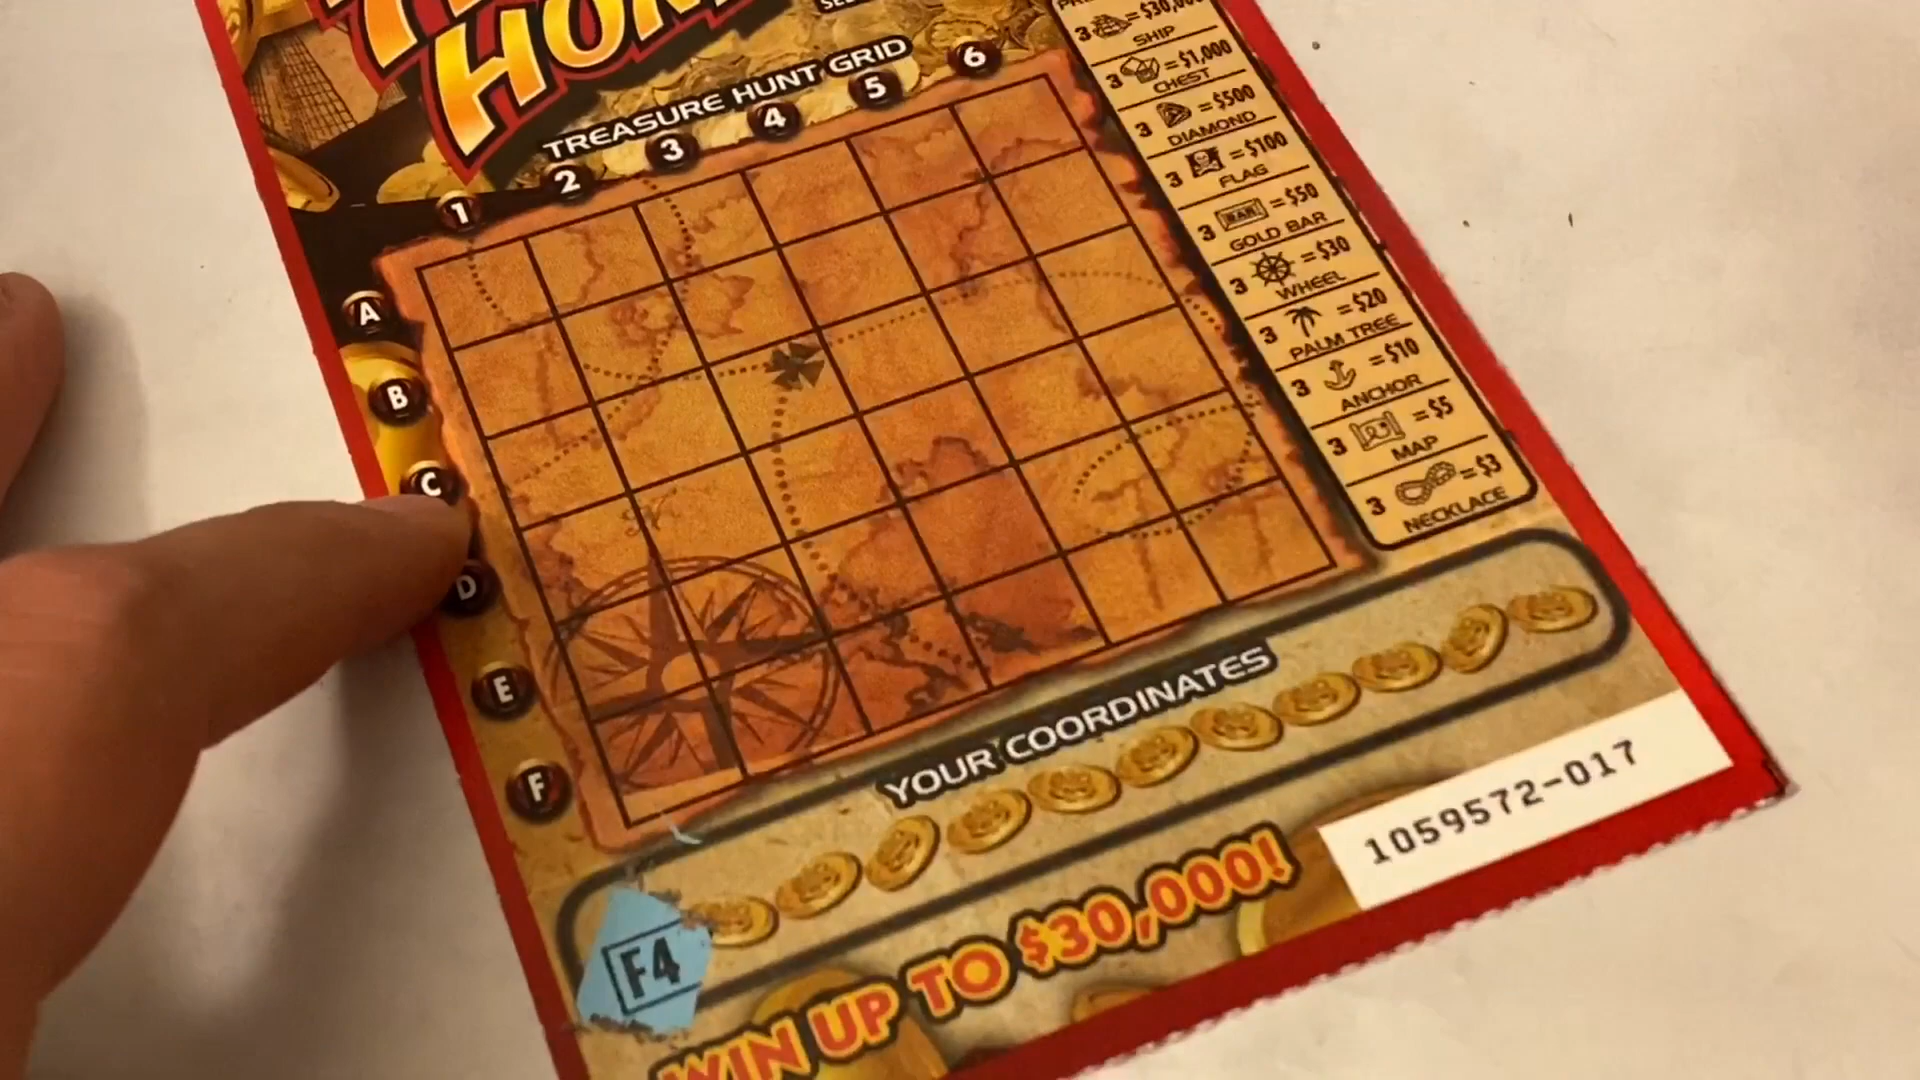 HUN
TREASURE HUNT GRID
1 2 3 4 5 6
A
B
C
D
E
F
3 = $30,000
SHIP
3 = $1,000
CHEST
3 = $500
DIAMOND
3 = $100
FLAG
3 BAR = $50
GOLD BAR
3 = $30
WHEEL
3 = $20
PALM TREE
3 = $10
ANCHOR
3 = $5
MAP
3 = $3
NECKLACE
N
YOUR COORDINATES
F4
WIN UP TO $30,000!
1059572-017